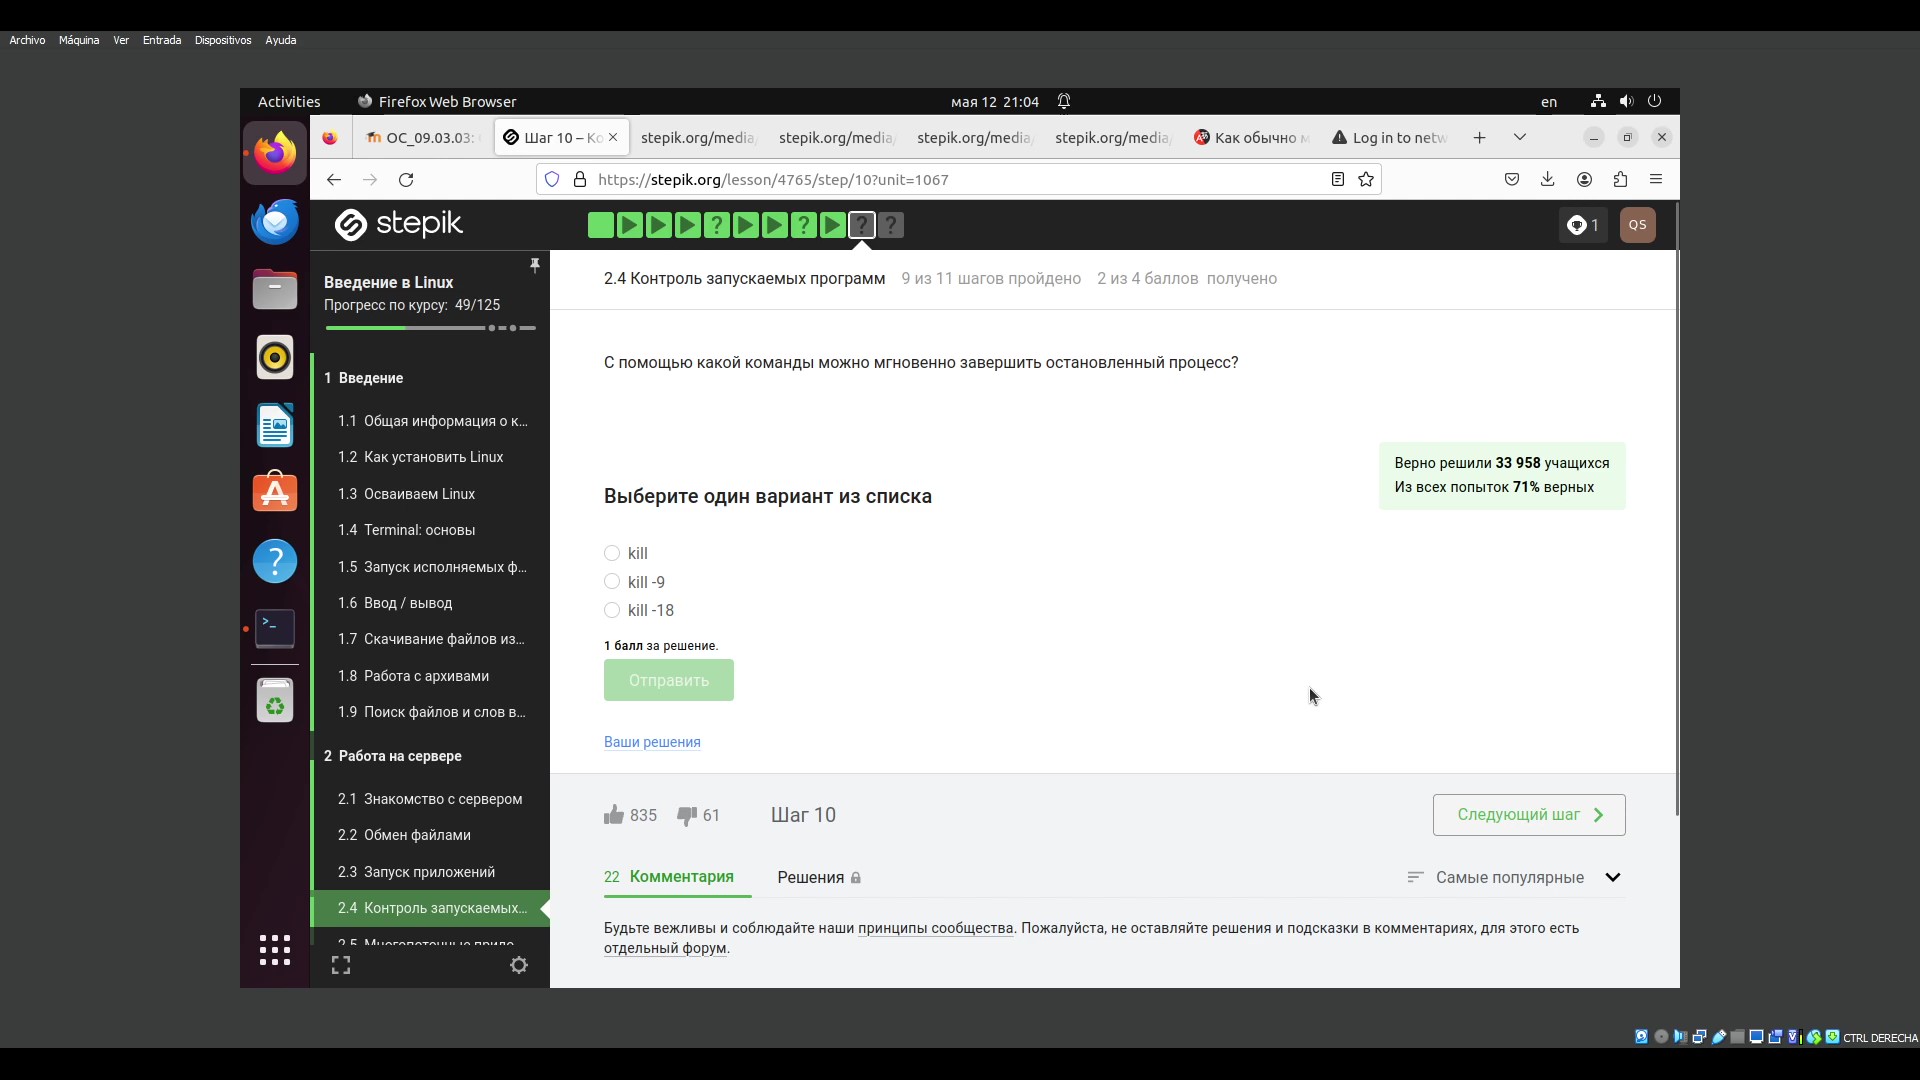 Archivo Máquina Ver Entrada Dispositivos Ayuda
Activities Firefox Web Browser мая 12 21:04 en
ОС_09.03.03: Шаг 10 – Ко stepik.org/media/ stepik.org/media/ stepik.org/media/ stepik.org/media/ Как обычно м Log in to netw
https://stepik.org/lesson/4765/step/10?unit=1067
stepik ? ? ? ? 1 QS
Введение в Linux
Прогресс по курсу: 49/125
1 Введение
1.1 Общая информация о к...
1.2 Как установить Linux
1.3 Осваиваем Linux
1.4 Terminal: основы
1.5 Запуск исполняемых ф...
1.6 Ввод / вывод
1.7 Скачивание файлов из...
1.8 Работа с архивами
1.9 Поиск файлов и слов в...
2 Работа на сервере
2.1 Знакомство с сервером
2.2 Обмен файлами
2.3 Запуск приложений
2.4 Контроль запускаемых...
2.5 Многопоточные прило...
2.4 Контроль запускаемых программ 9 из 11 шагов пройдено 2 из 4 баллов получено
С помощью какой команды можно мгновенно завершить остановленный процесс?
Верно решили 33 958 учащихся
Из всех попыток 71% верных
Выберите один вариант из списка
kill
kill -9
kill -18
1 балл за решение.
Отправить
Ваши решения
835 61 Шаг 10 Следующий шаг
22 Комментария Решения Самые популярные
Будьте вежливы и соблюдайте наши принципы сообщества. Пожалуйста, не оставляйте решения и подсказки в комментариях, для этого есть
отдельный форум.
CTRL DERECHA